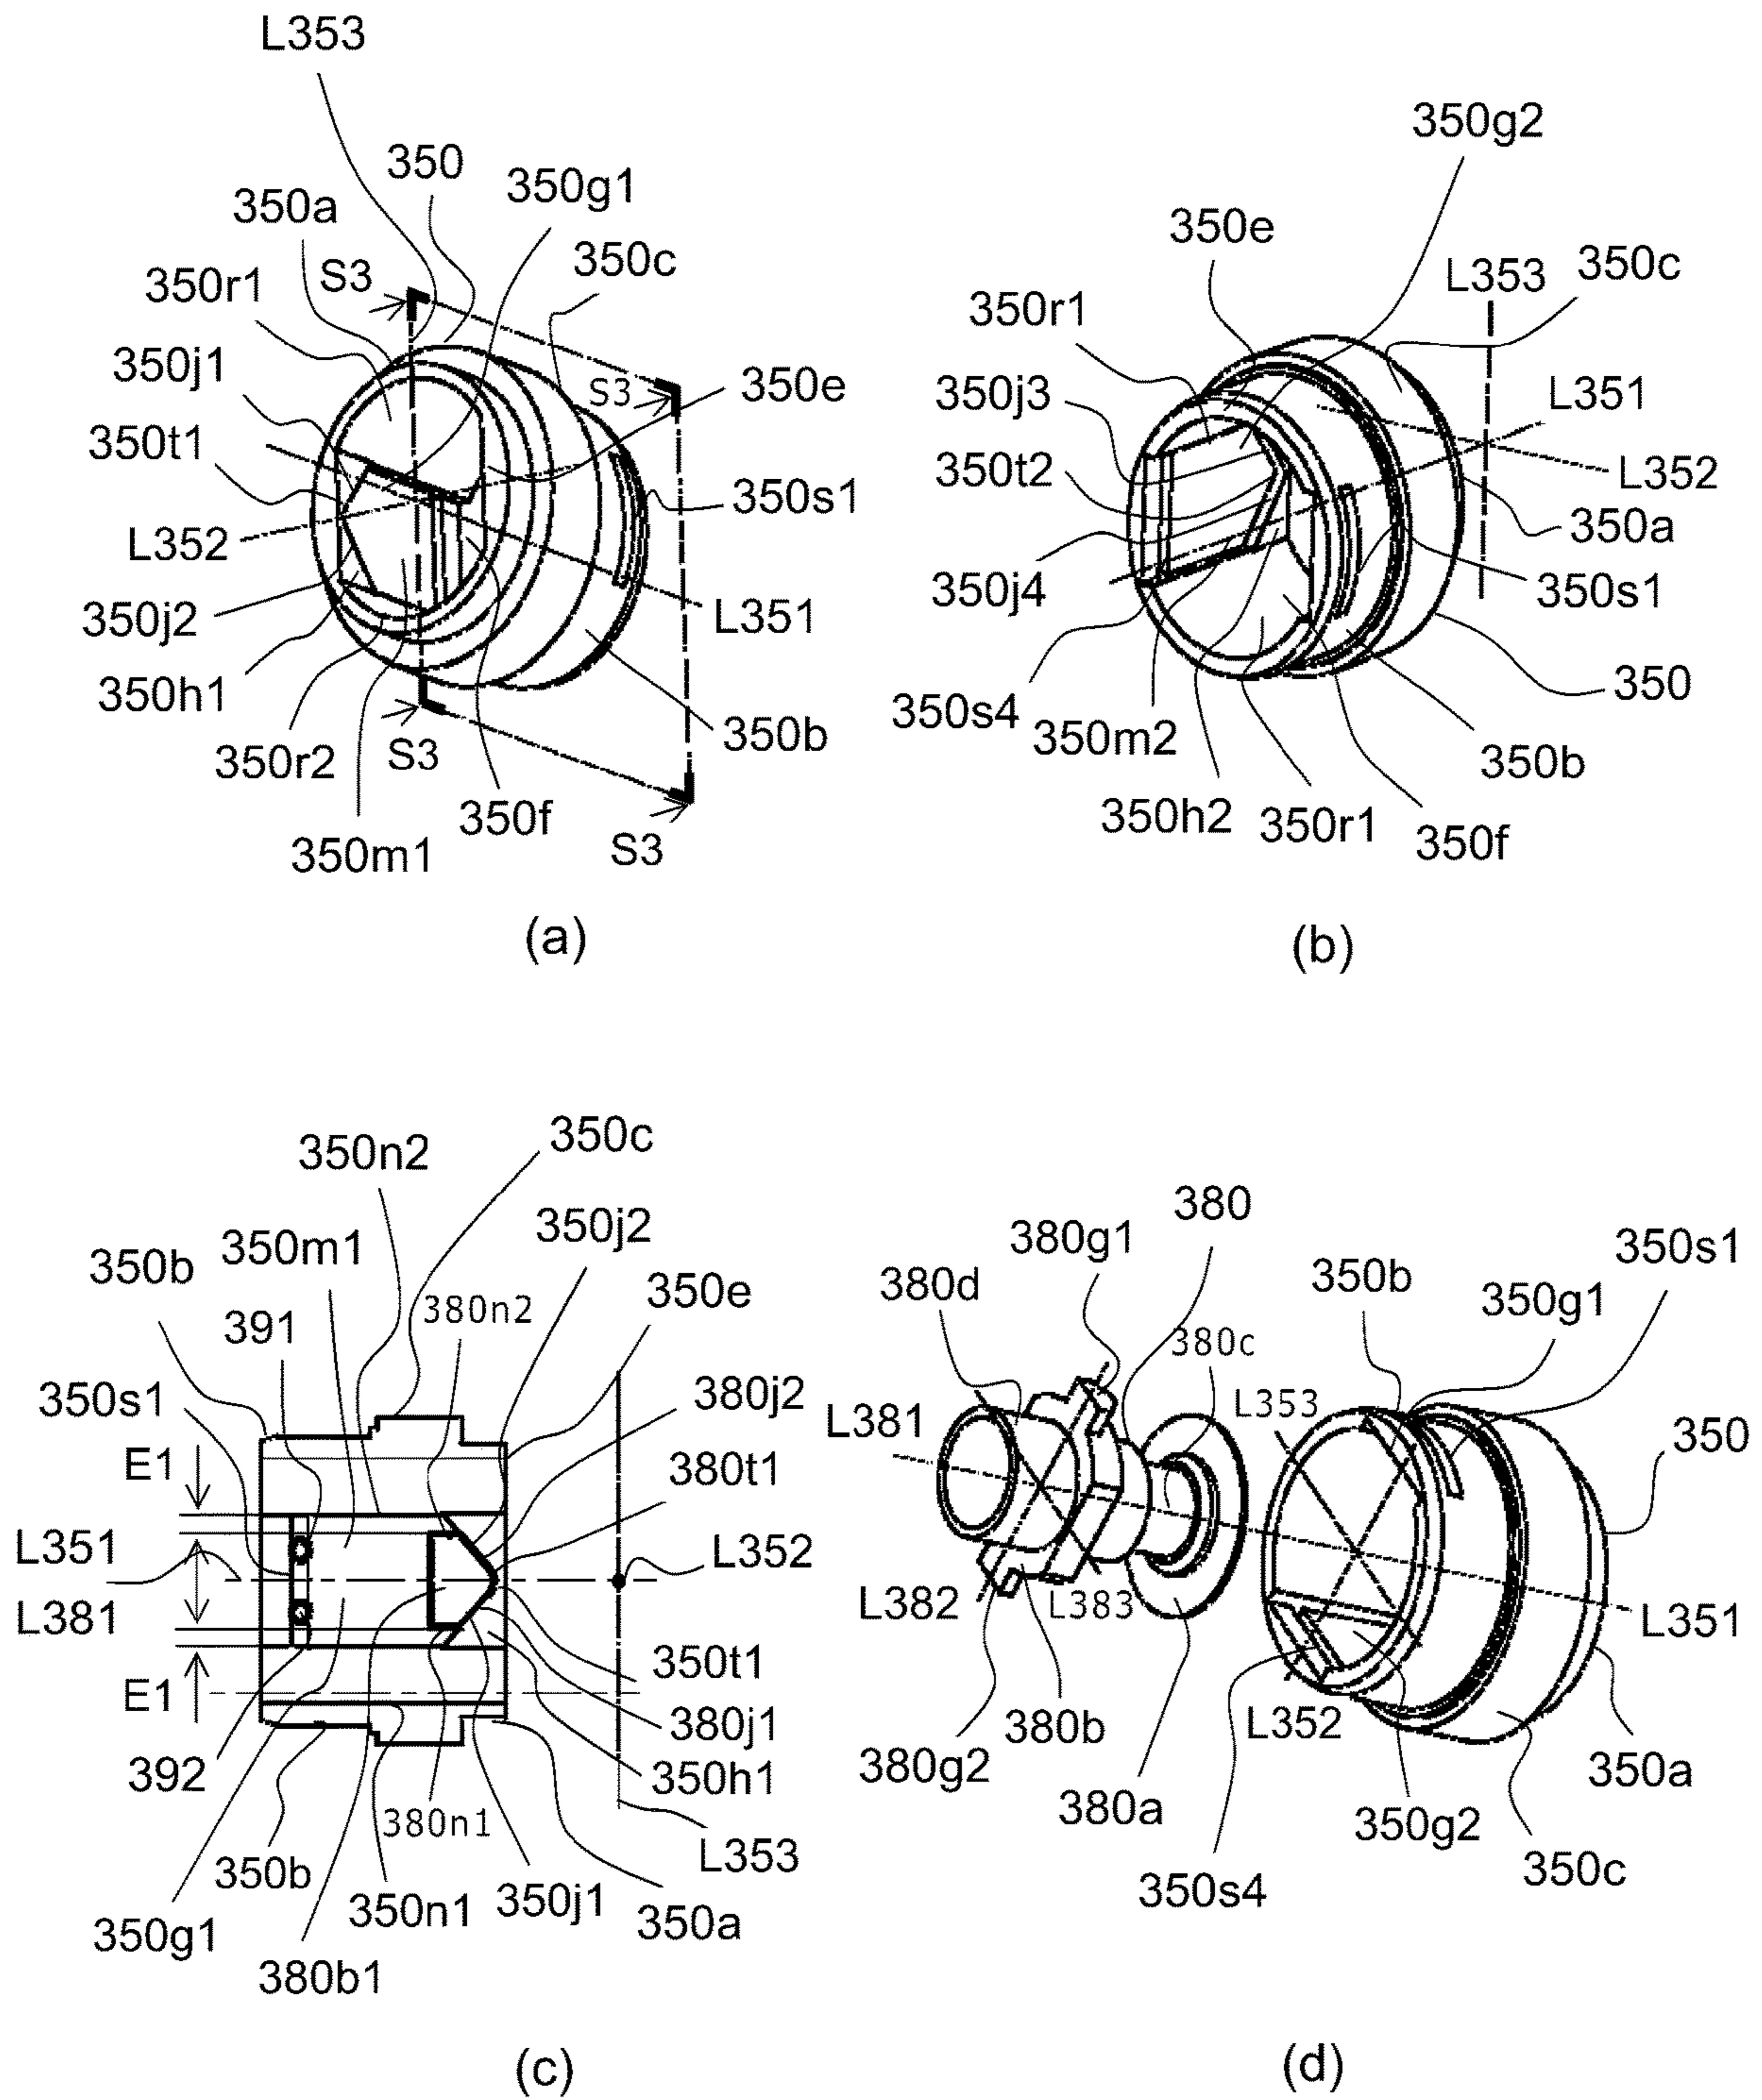 L353
350
350g1
350a
350c
S3
350r1
S3
350j1
350e
350t1
350s1
L352
350j2
L351
350h1
350r2
S3
350b
350f
350m1
S3
(a)
350g2
350e
L353
350c
350r1
350j3
L351
350t2
L352
350a
350j4
350s1
350s4
350m2
350
350b
350h2
350r1
350f
(b)
350n2
350c
350m1
350j2
350b
350e
391
380n2
350s1
380j2
E1
380t1
L351
L352
L381
350t1
E1
380j1
392
350h1
380n1
L353
350b
350n1
350j1
350a
350g1
380b1
(c)
380
380g1
350s1
380d
350b
350g1
380c
L353
L381
350
L382
L383
L351
380b
L352
380g2
380a
350a
350g2
350s4
350c
(d)